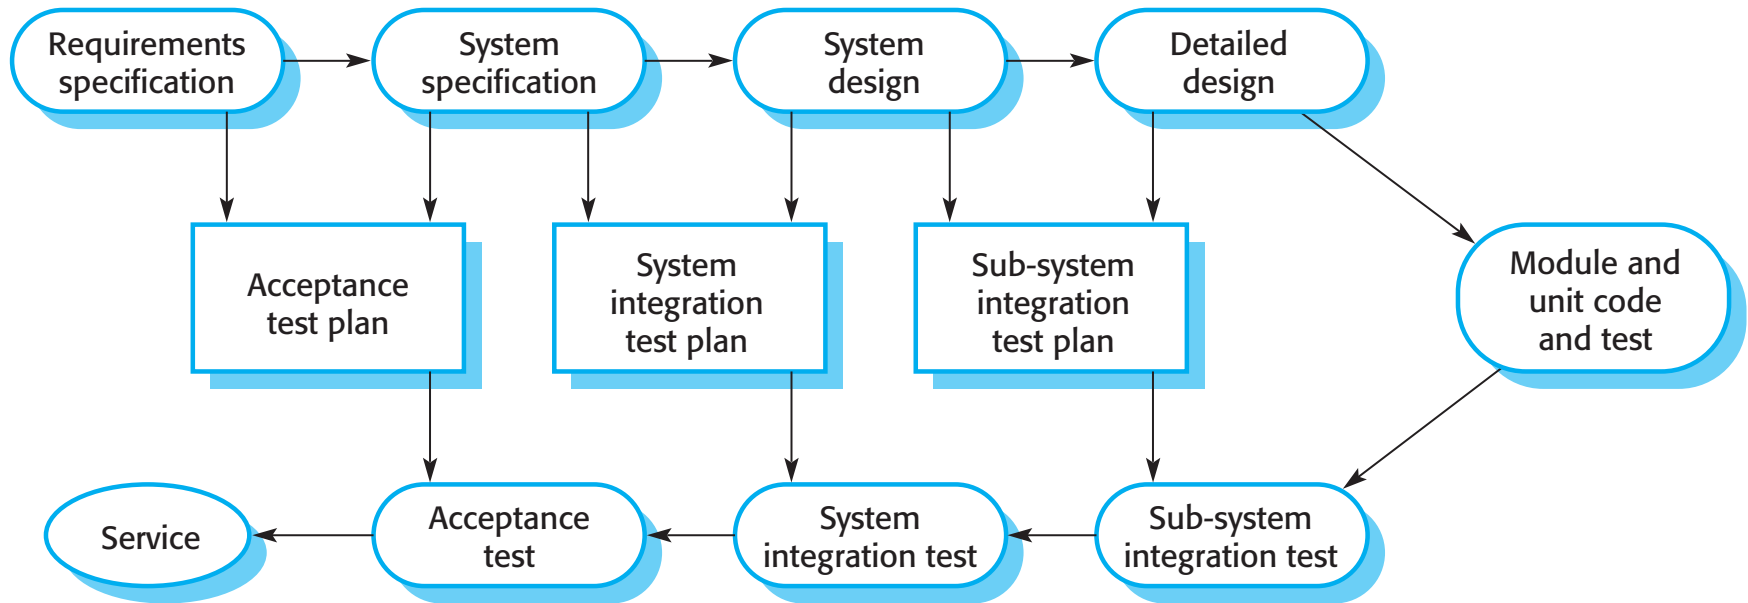 Requirements
specification
System
specification
System
design
Detailed
design
Acceptance
test plan
System
integration
test plan
Sub-system
integration
test plan
Module and
unit code
and test
Service
Acceptance
test
System
integration test
Sub-system
integration test